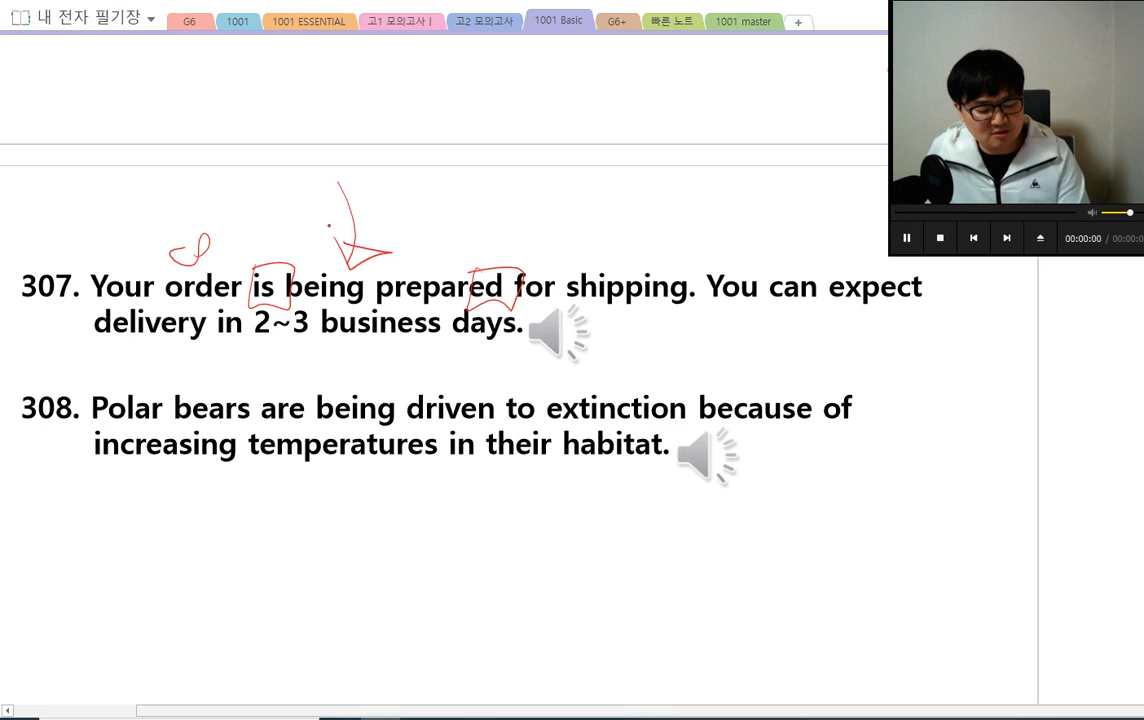 내 전자 필기장
G6
1001
1001 ESSENTIAL
고1 모의고사 I
고2 모의고사
1001 Basic
G6+
빠른 노트
1001 master
+
00:00:00 / 00:00:0
307. Your order is being prepared for shipping. You can expect
delivery in 2~3 business days.
308. Polar bears are being driven to extinction because of
increasing temperatures in their habitat.